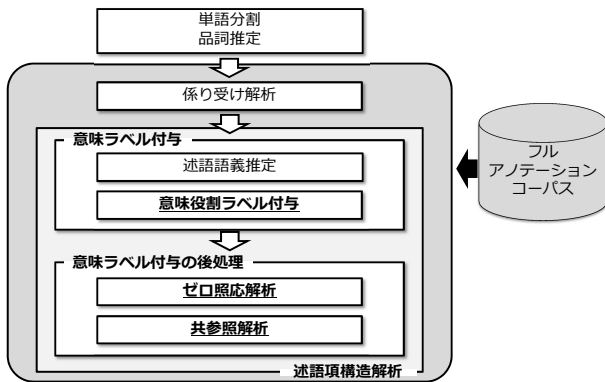 単語分割
品詞推定
係り受け解析
意味ラベル付与
述語語義推定
意味役割ラベル付与
意味ラベル付与の後処理
ゼロ照応解析
共参照解析
述語項構造解析
フル
アノテーション
コーパス